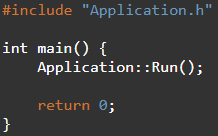 #include "Application.h"
int main() {
    Application::Run();
    return 0;
}